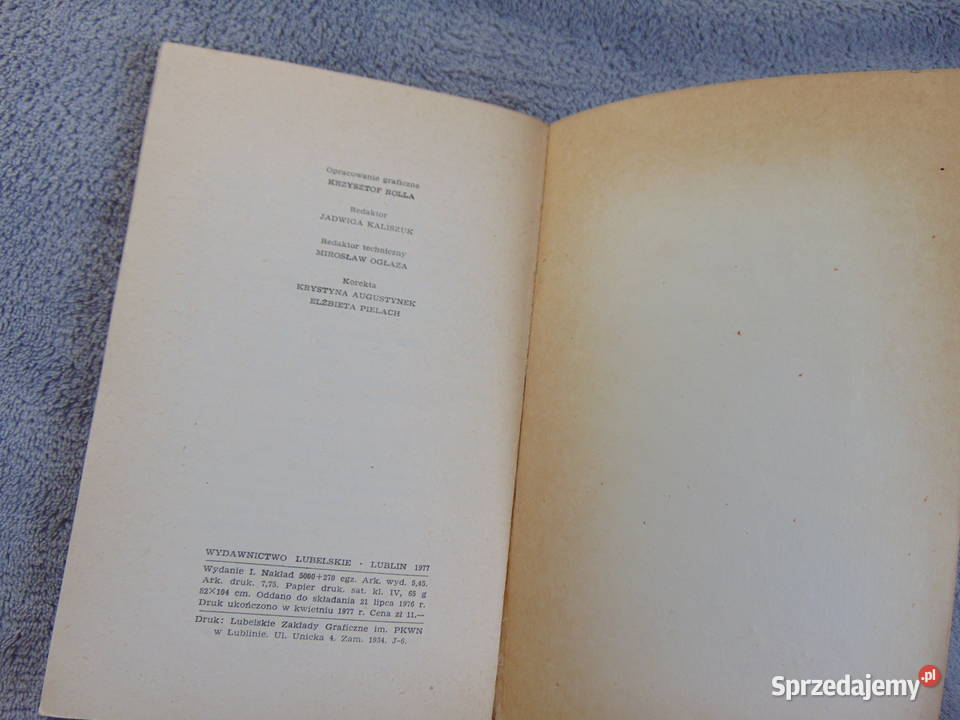 Opracowanie graficzne
KRZYSZTOF ROLLA
Redaktor
JADWIGA KALISZUK
Redaktor techniczny
MIROSŁAW OGŁAZA
Korekta
KRYSTYNA AUGUSTYNEK
ELŻBIETA PIELACH
WYDAWNICTWO LUBELSKIE · LUBLIN 1977
Wydanie I. Nakład 5000+270 egz. Ark. wyd. 5,45.
Ark. druk. 7,75. Papier druk. sat. kl. IV, 65 g
82×104 cm. Oddano do składania 21 lipca 1976 r.
Druk ukończono w kwietniu 1977 r. Cena zł 11.—
Druk: Lubelskie Zakłady Graficzne im. PKWN
w Lublinie. Ul. Unicka 4. Zam. 1934. J-6.
Sprzedajemy.pl